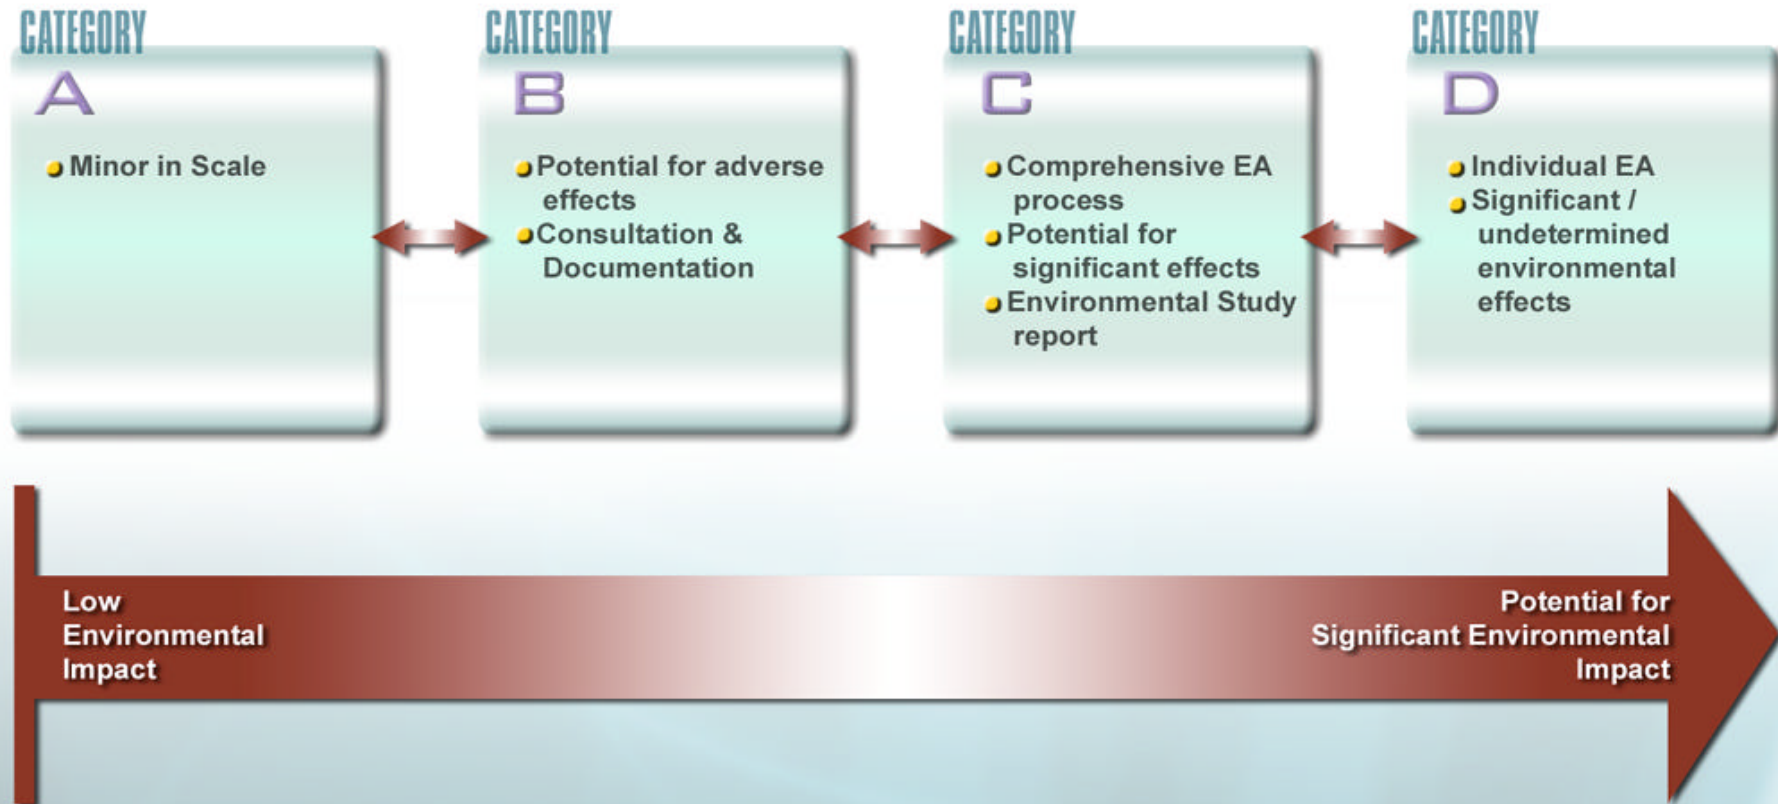 CATEGORY
A
Minor in Scale
CATEGORY
B
Potential for adverse
effects
Consultation &
Documentation
CATEGORY
C
Comprehensive EA
process
Potential for
significant effects
Environmental Study
report
CATEGORY
D
Individual EA
Significant /
undetermined
environmental
effects
Low
Environmental
Impact
Potential for
Significant Environmental
Impact